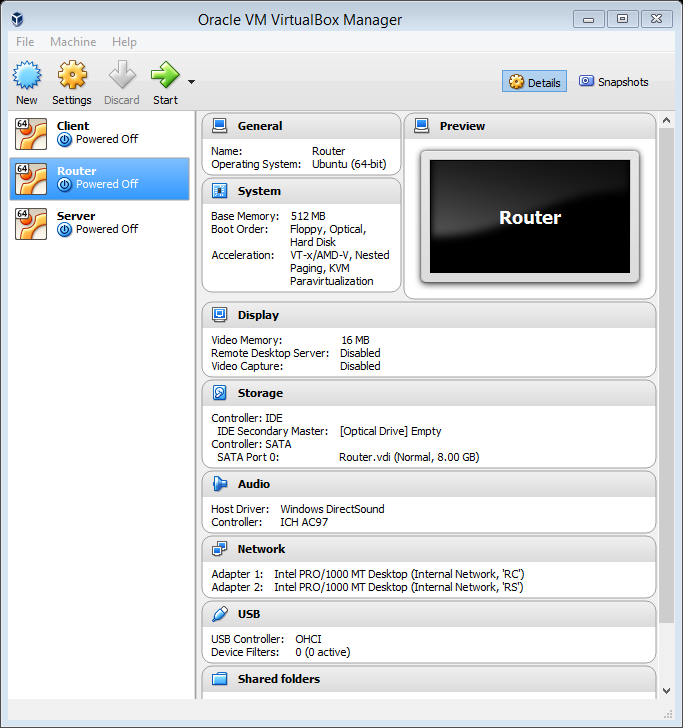 Oracle VM VirtualBox Manager
File Machine Help
New Settings Discard Start
Details Snapshots
64 Client
Powered Off
64 Router
Powered Off
64 Server
Powered Off
General
Name: Router
Operating System: Ubuntu (64-bit)
System
Base Memory: 512 MB
Boot Order: Floppy, Optical,
Hard Disk
Acceleration: VT-x/AMD-V, Nested
Paging, KVM
Paravirtualization
Preview
Router
Display
Video Memory: 16 MB
Remote Desktop Server: Disabled
Video Capture: Disabled
Storage
Controller: IDE
IDE Secondary Master: [Optical Drive] Empty
Controller: SATA
SATA Port 0: Router.vdi (Normal, 8.00 GB)
Audio
Host Driver: Windows DirectSound
Controller: ICH AC97
Network
Adapter 1: Intel PRO/1000 MT Desktop (Internal Network, 'RC')
Adapter 2: Intel PRO/1000 MT Desktop (Internal Network, 'RS')
USB
USB Controller: OHCI
Device Filters: 0 (0 active)
Shared folders